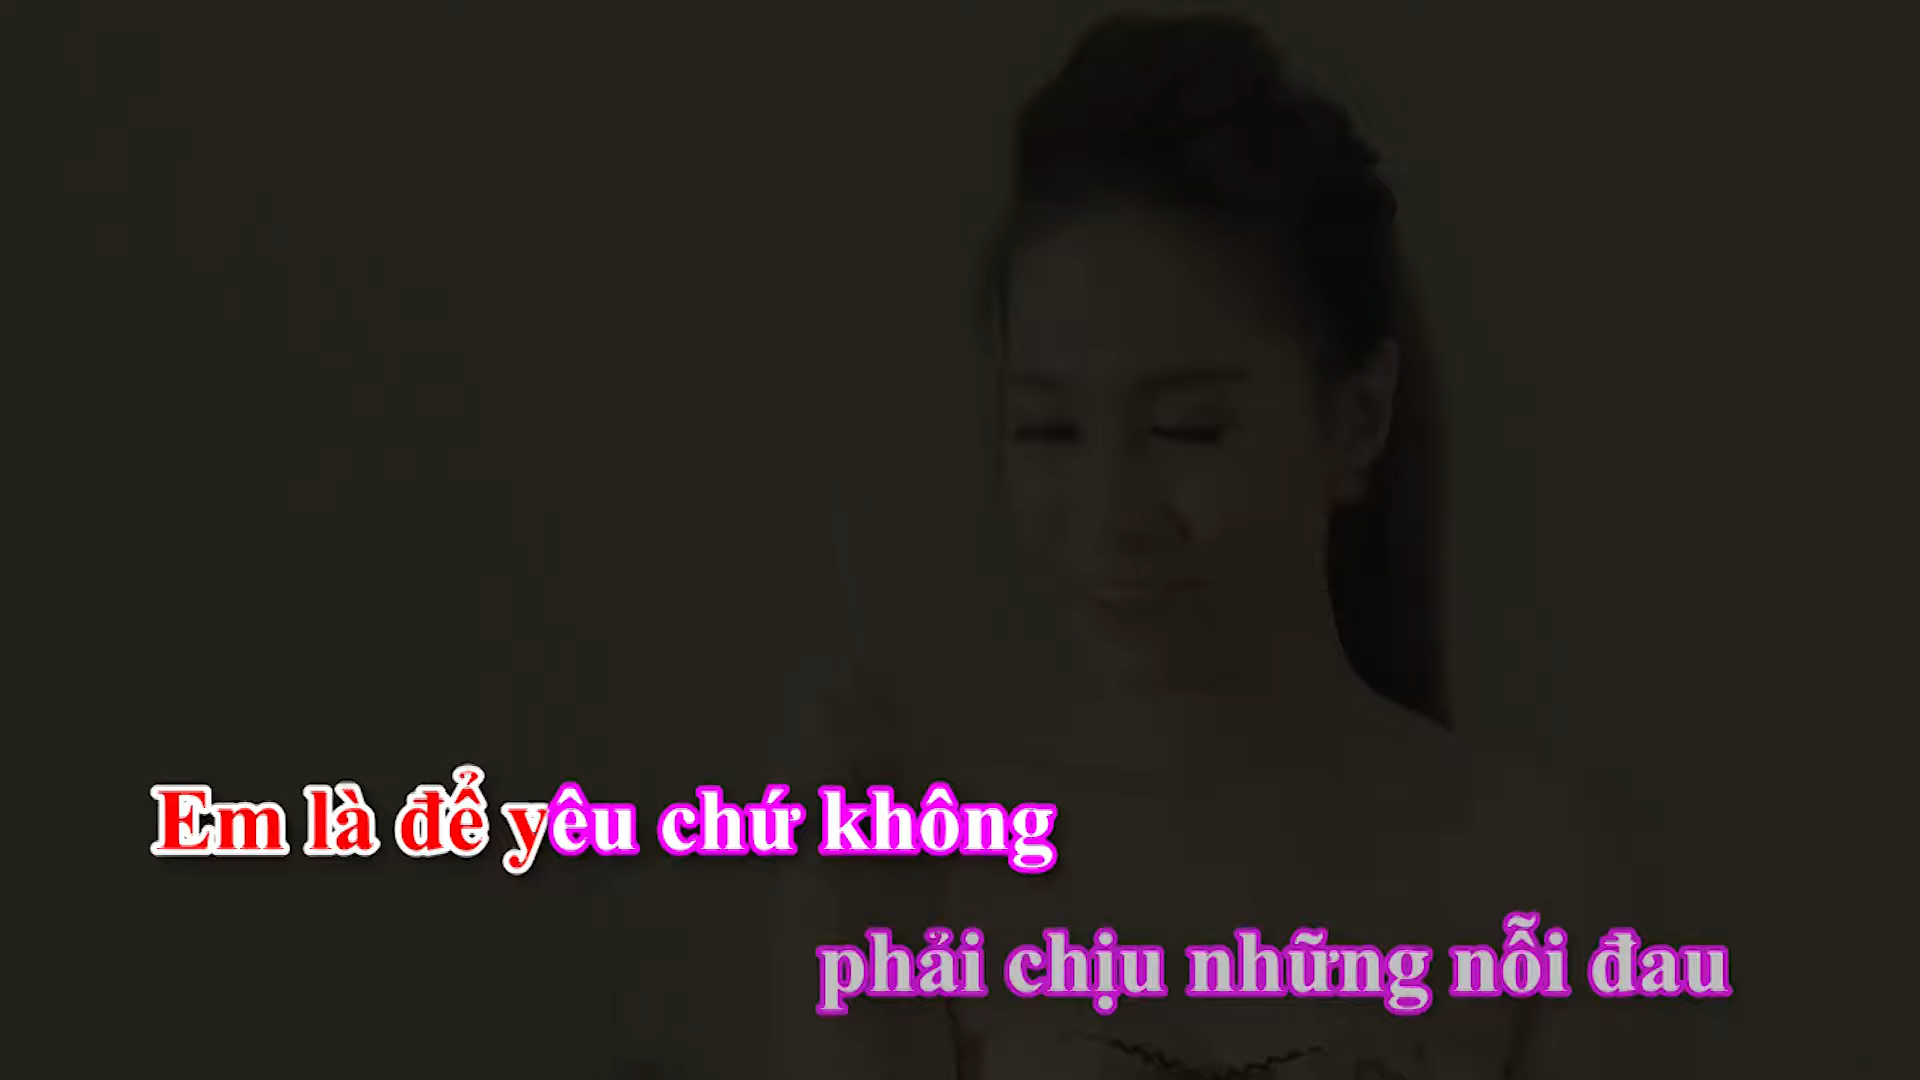 Em là để yêu chứ không
phải chịu những nỗi đau